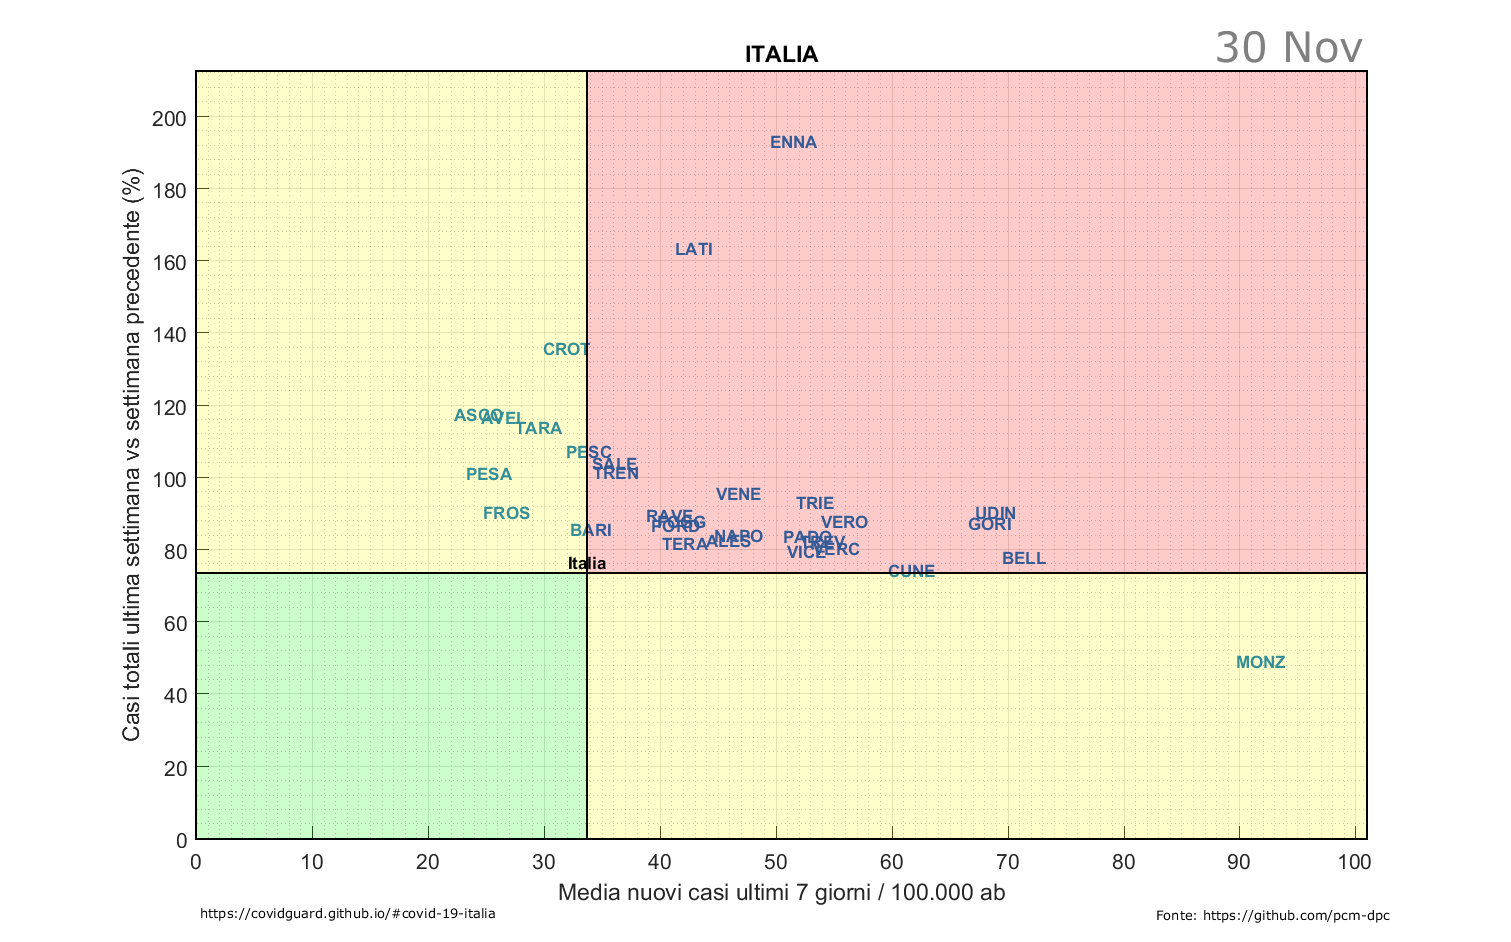 30 Nov
ITALIA
Casi totali ultima settimana vs settimana precedente (%)
200
180
160
140
120
100
80
60
40
20
0
ENNA
LATI
CROT
ASCO
AVEL
TARA
PESC
SALE
TREN
PESA
VENE
TRIE
FROS
UDIN
RAVE
FOGG
VERO
GORI
PORD
BARI
NAPO
PADO
ALES
TREV
TERA
VERC
VICE
BELL
Italia
CUNE
MONZ
0 10 20 30 40 50 60 70 80 90 100
Media nuovi casi ultimi 7 giorni / 100.000 ab
https://covidguard.github.io/#covid-19-italia
Fonte: https://github.com/pcm-dpc